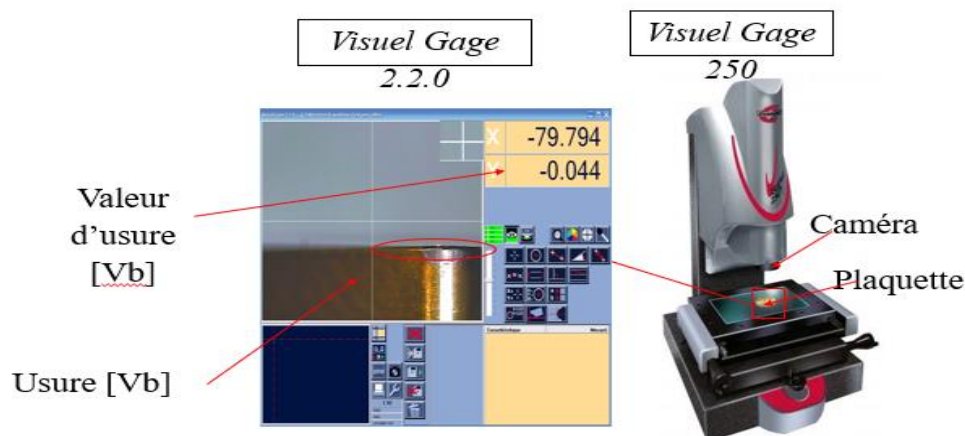 Visuel Gage
2.2.0
Visuel Gage
250
X -79.794
Y -0.044
Valeur
d'usure
[Vb]
Caméra
Plaquette
Usure [Vb]